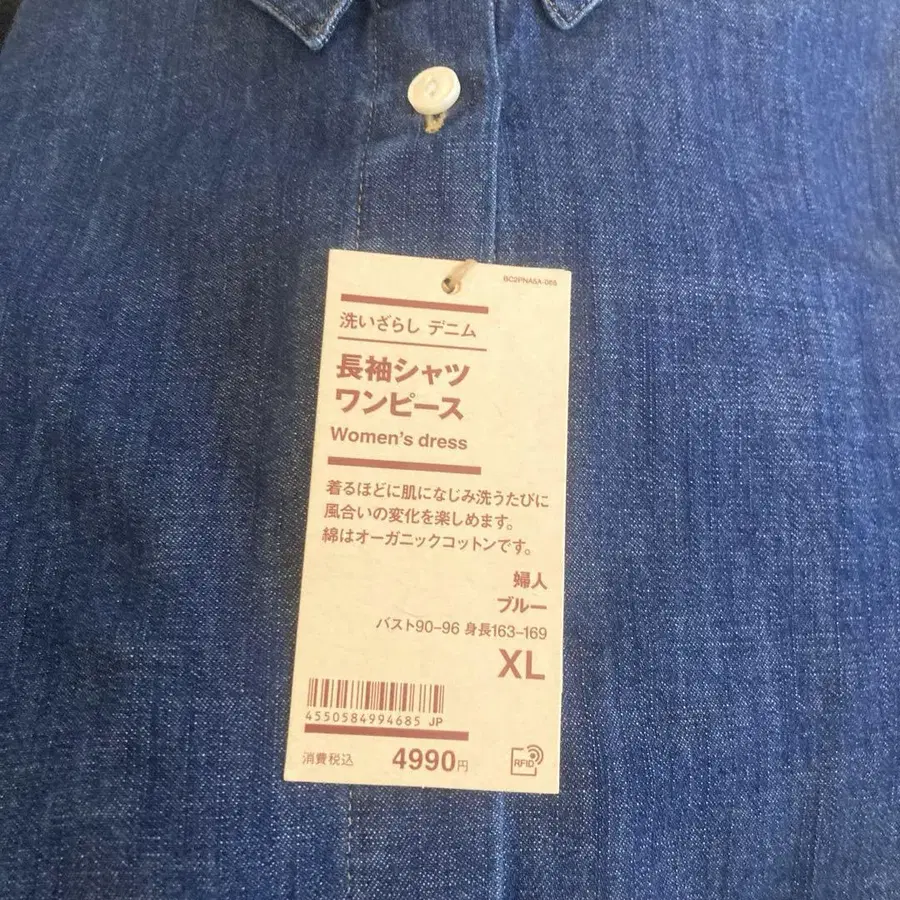 洗いざらし デニム
長袖シャツ
ワンピース
Women's dress
着るほどに肌になじみ洗うたびに
風合いの変化を楽しめます。
綿はオーガニックコットンです。
婦人
ブルー
バスト90–96 身長163–169
XL
4550584994685 JP
消費税込 4990円
RFID